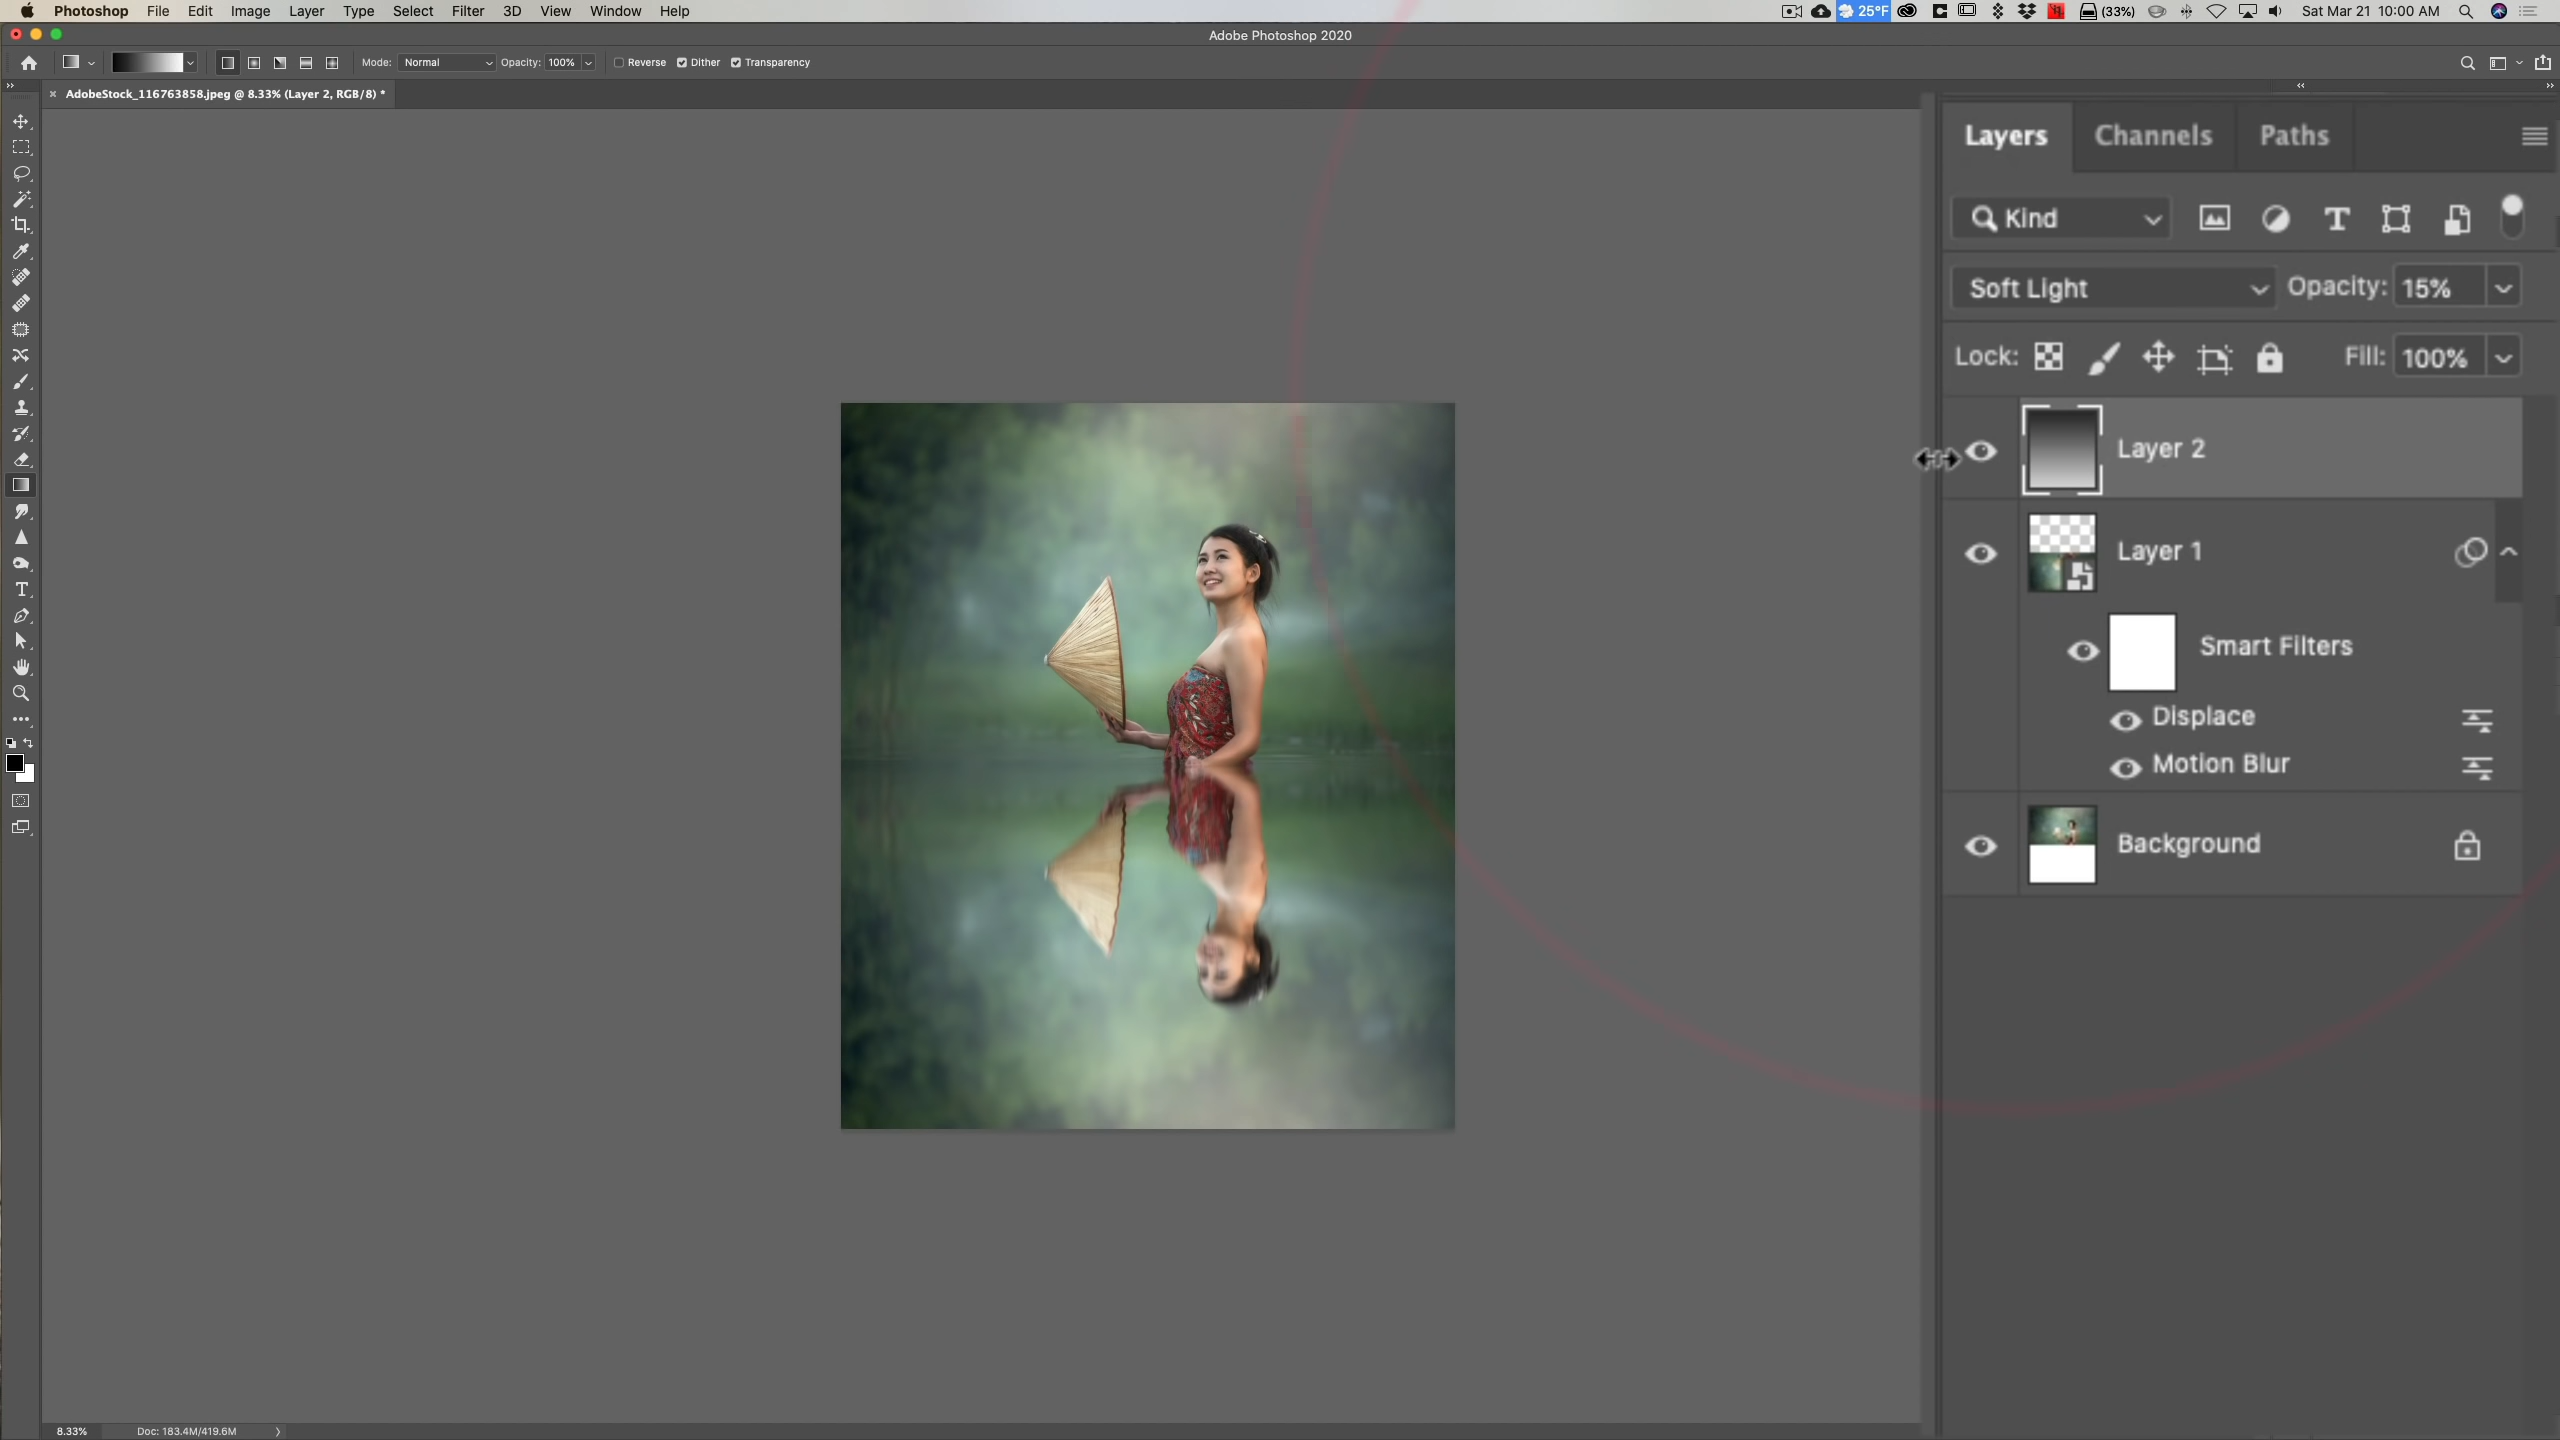 Photoshop File Edit Image Layer Type Select Filter 3D View Window Help 25°F (33%) Sat Mar 21 10:00 AM
Adobe Photoshop 2020
Mode: Normal Opacity: 100% Reverse Dither Transparency
AdobeStock_116763858.jpeg @ 8.33% (Layer 2, RGB/8) *
Layers Channels Paths
Kind
Soft Light Opacity: 15%
Lock: Fill: 100%
Layer 2
Layer 1
Smart Filters
Displace
Motion Blur
Background
8.33% Doc: 183.4M/419.6M